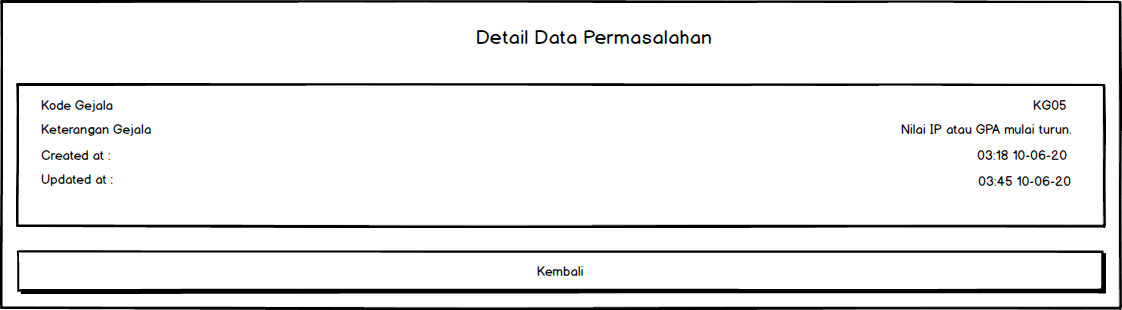 Detail Data Permasalahan
Kode Gejala KG05
Keterangan Gejala Nilai IP atau GPA mulai turun.
Created at : 03:18 10-06-20
Updated at : 03:45 10-06-20
Kembali